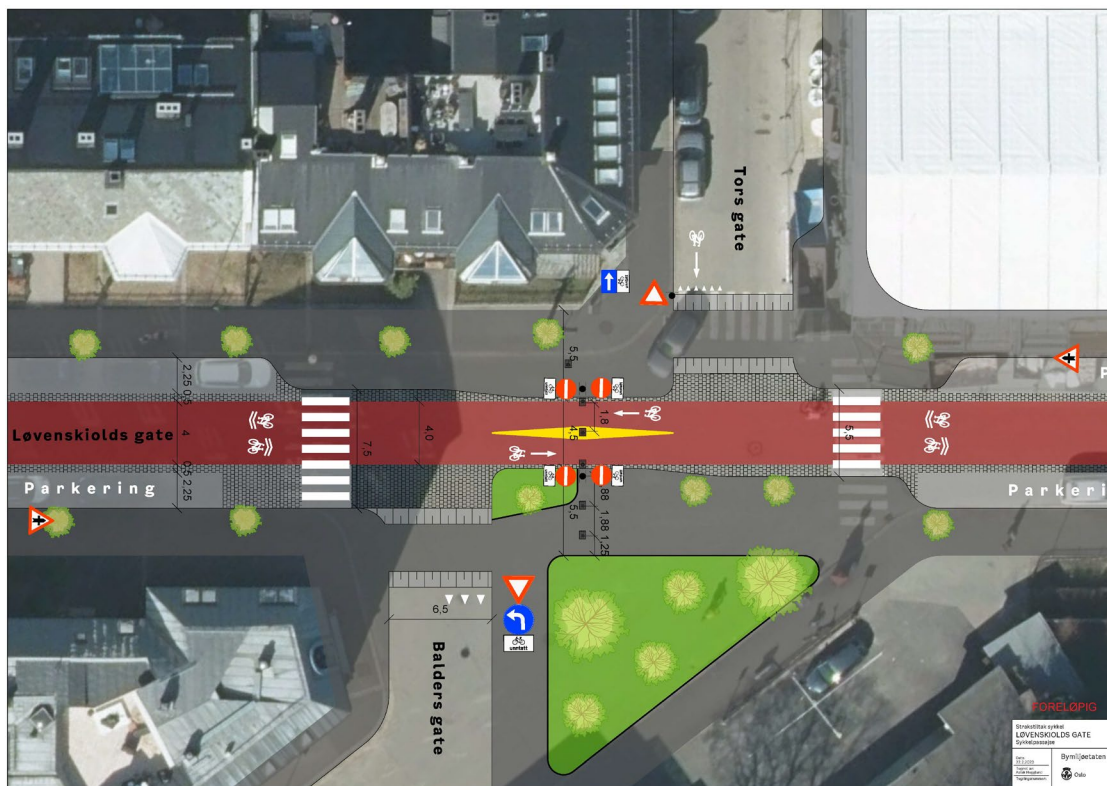 Tors gate
5,5
2,25
0,5
4
0,5
2,25
Løvenskiolds gate
7,5
4,0
4,5
1,8
5,5
Parkering
Parkeri
P
5,5
,88
1,88
1,25
6,5
unntatt
Balders gate
FORELØPIG
Strakstiltak sykkel
LØVENSKIOLDS GATE
Sykkelpassasje
Bymiljøetaten
Oslo